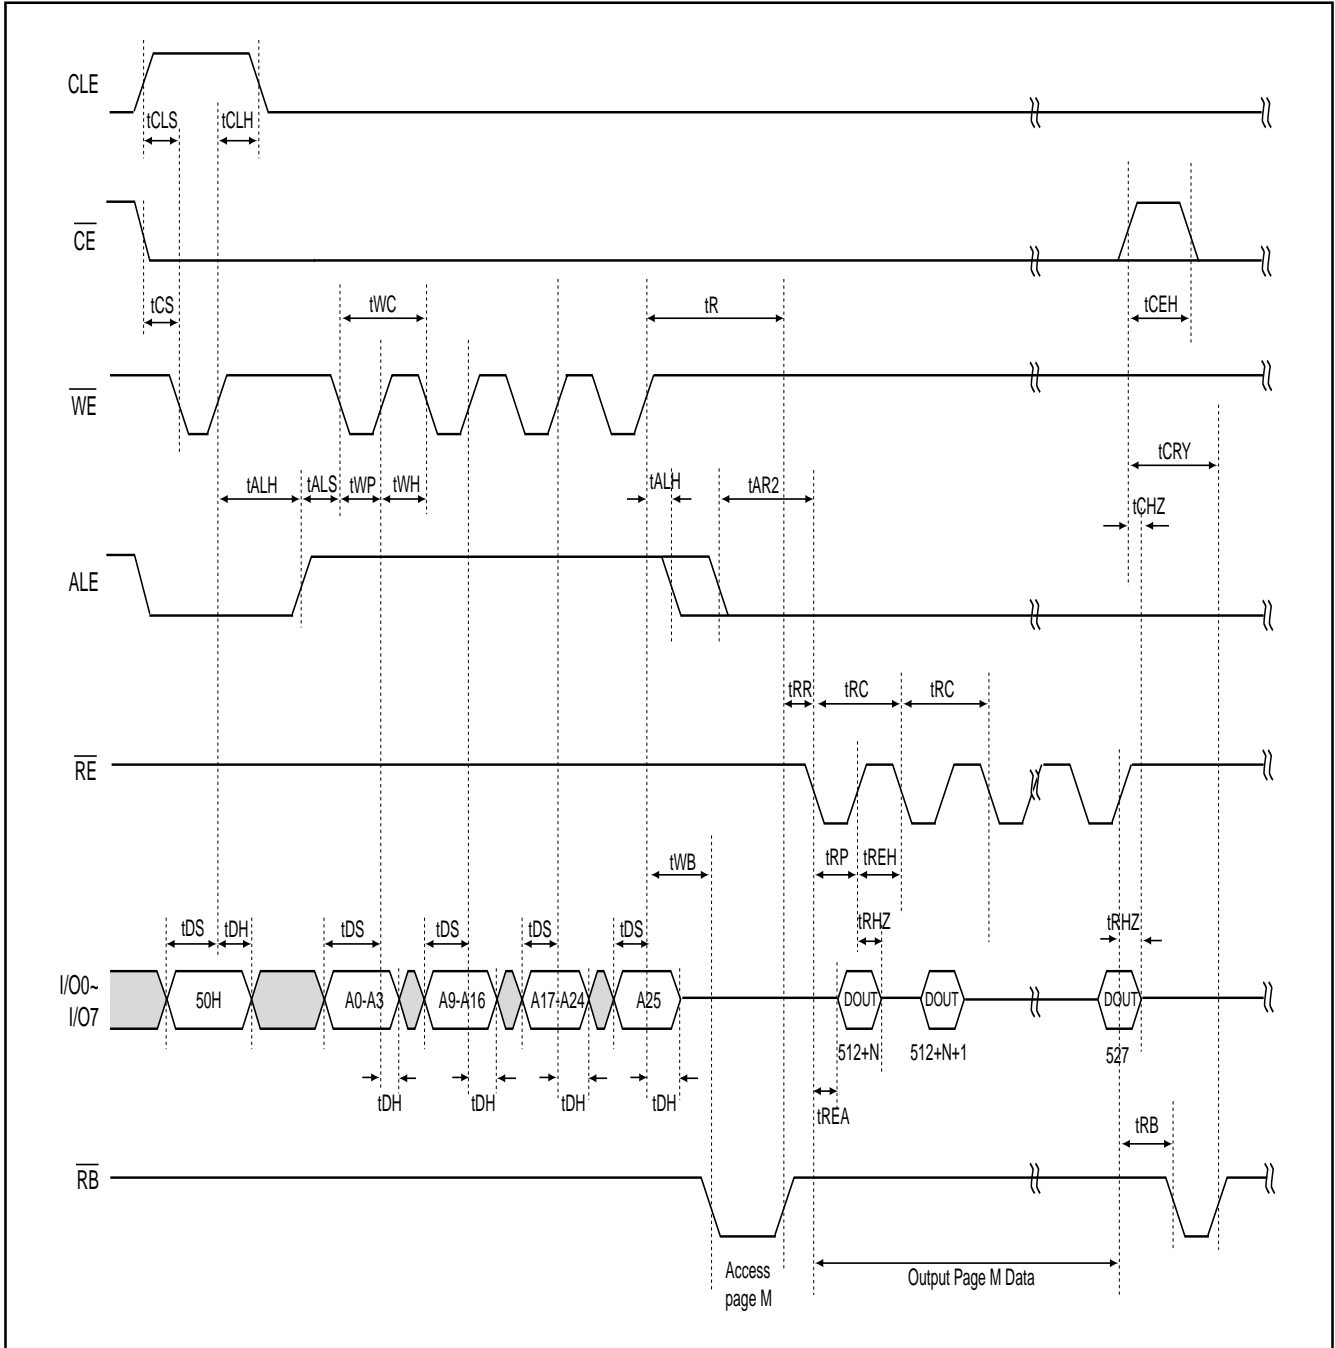 CLE
tCLS tCLH
CE
tCS tWC tR tCEH
WE
tCRY
tALH tALS tWP tWH tALH tAR2
tCHZ
ALE
tRR tRC tRC
RE
tWB tRP tREH
tDS tDH tDS tDS tDS tDS tRHZ tRHZ
I/O0~
I/O7
50H A0-A3 A9-A16 A17-A24 A25 DOUT DOUT DOUT
512+N 512+N+1 527
tDH tDH tDH tDH tREA
tRB
RB
Access
page M
Output Page M Data